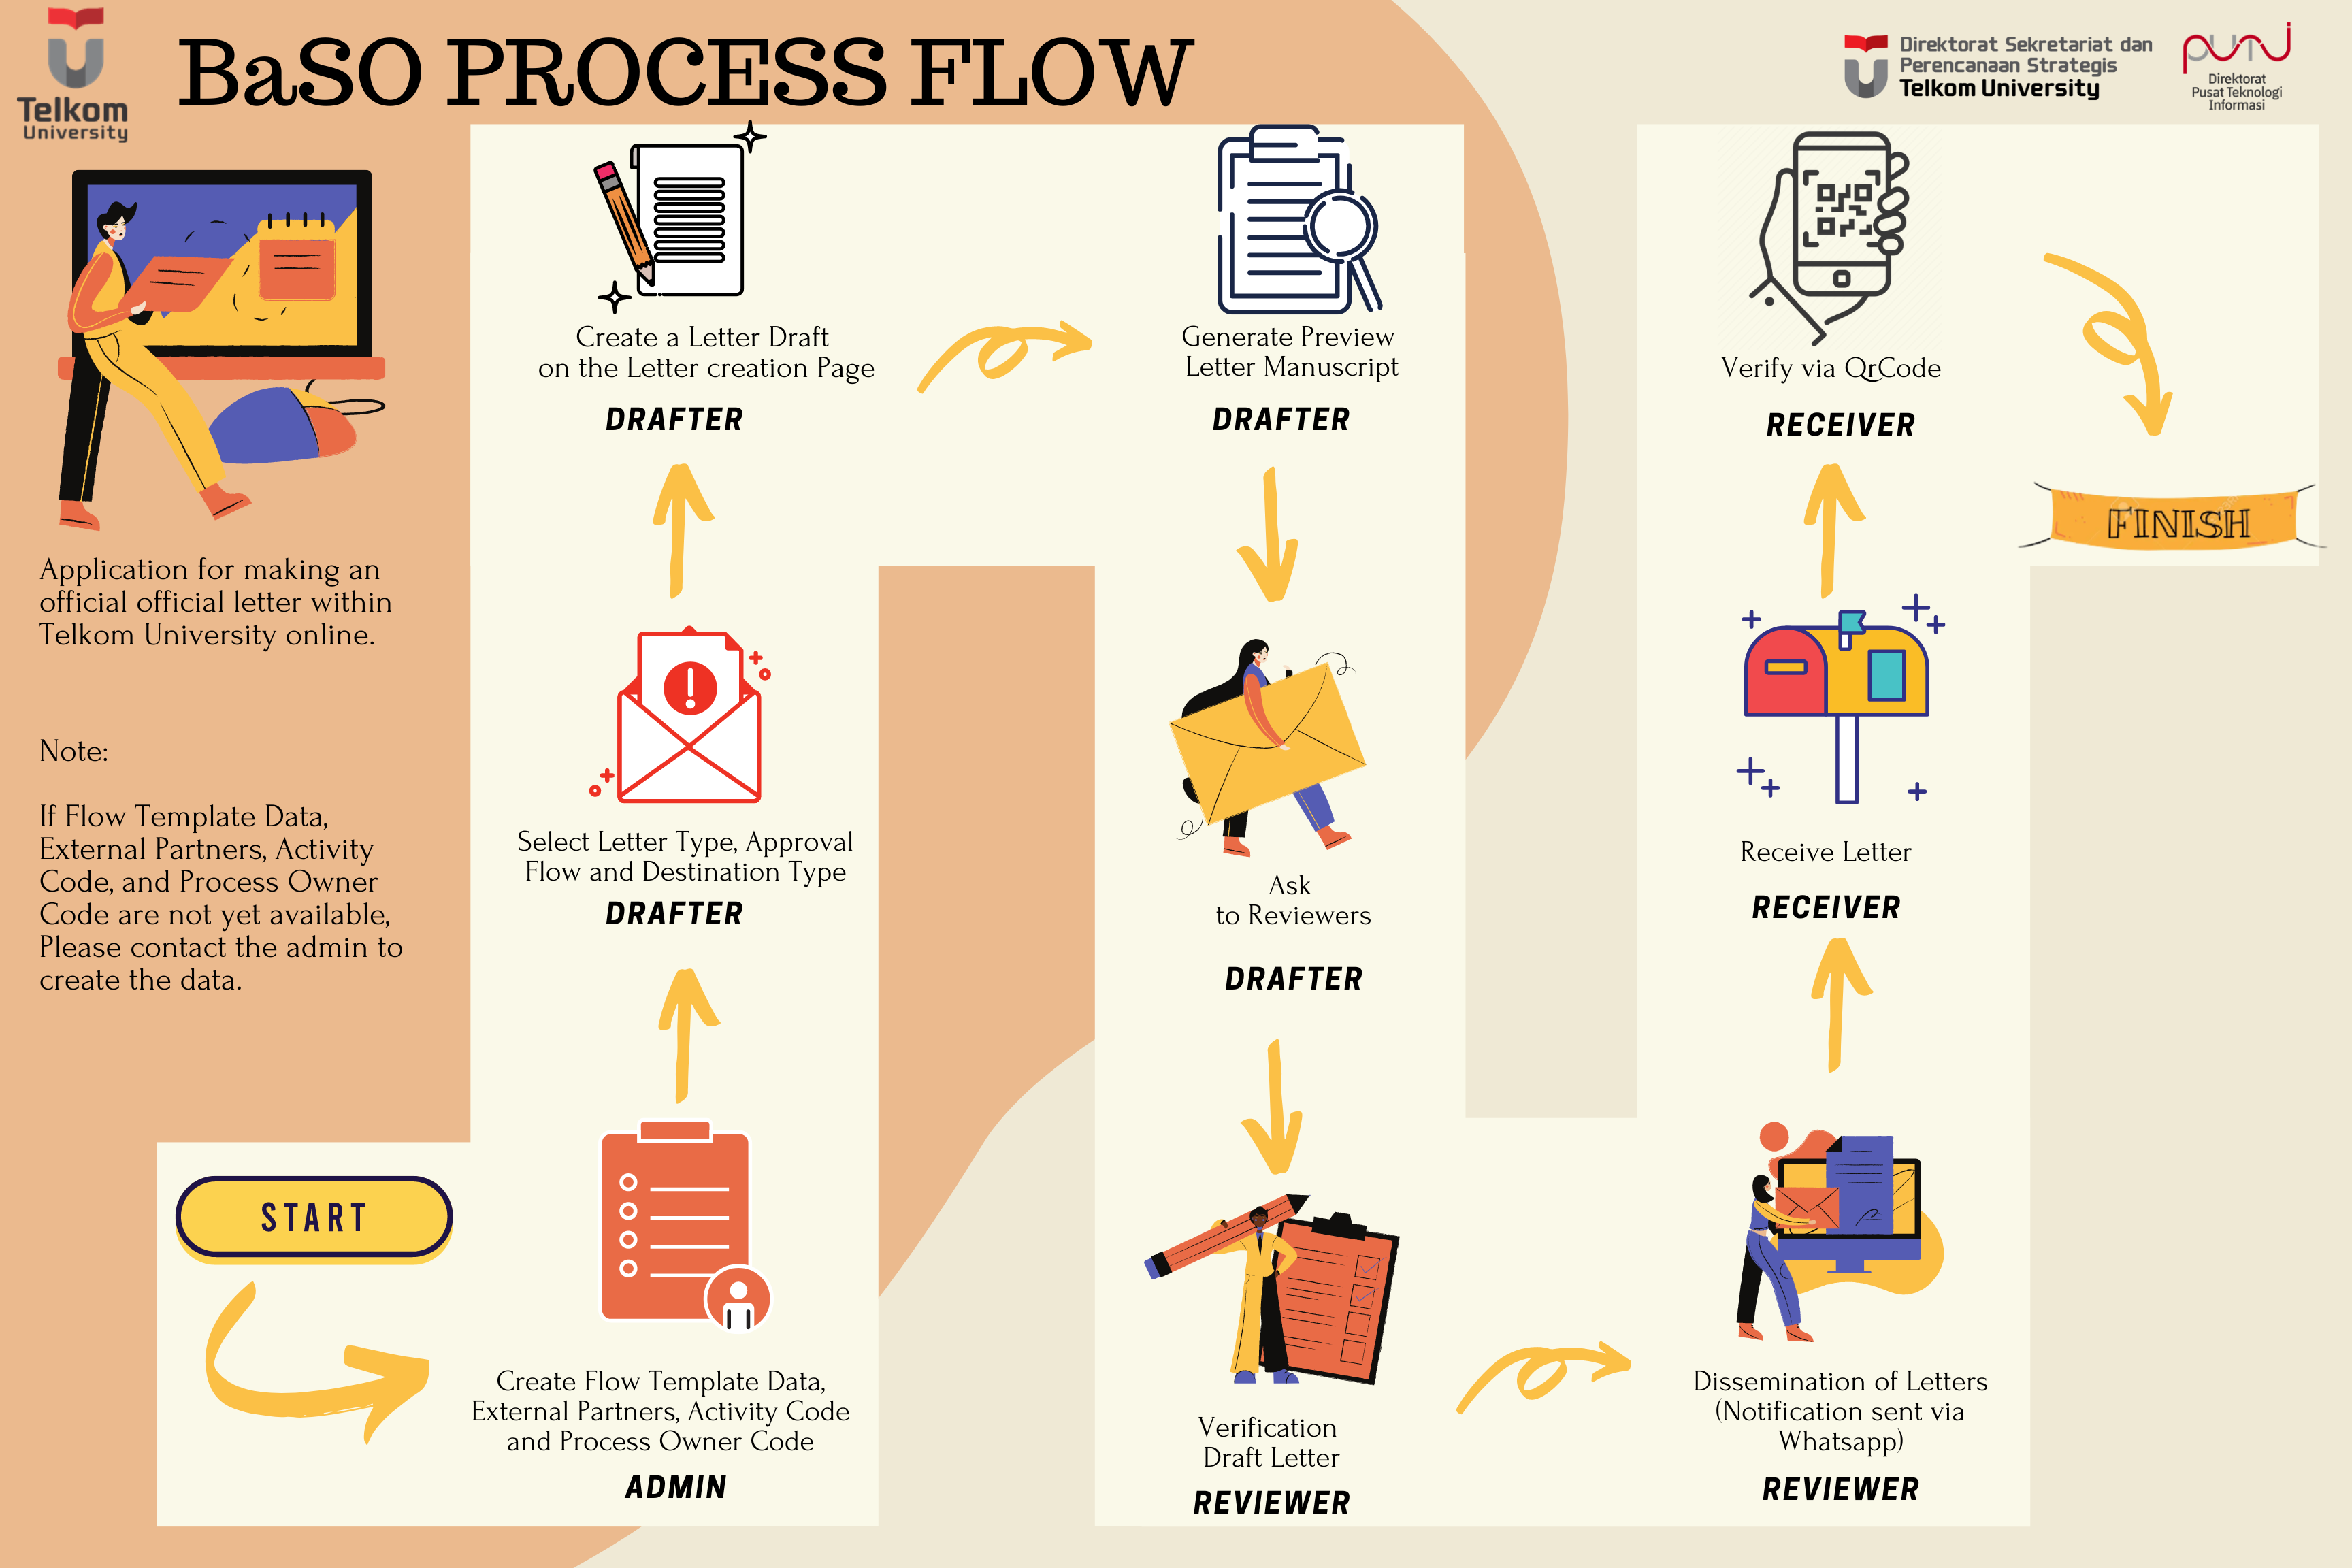 Telkom
University
BaSO PROCESS FLOW
Direktorat Sekretariat dan
Perencanaan Strategis
Telkom University
puti
Direktorat
Pusat Teknologi
Informasi
Application for making an
official official letter within
Telkom University online.
Note:
If Flow Template Data,
External Partners, Activity
Code, and Process Owner
Code are not yet available,
Please contact the admin to
create the data.
START
Create Flow Template Data,
External Partners, Activity Code
and Process Owner Code
ADMIN
Select Letter Type, Approval
Flow and Destination Type
DRAFTER
Create a Letter Draft
on the Letter creation Page
DRAFTER
Generate Preview
Letter Manuscript
DRAFTER
Ask
to Reviewers
DRAFTER
Verification
Draft Letter
REVIEWER
Dissemination of Letters
(Notification sent via
Whatsapp)
REVIEWER
Receive Letter
RECEIVER
Verify via QrCode
RECEIVER
FINISH